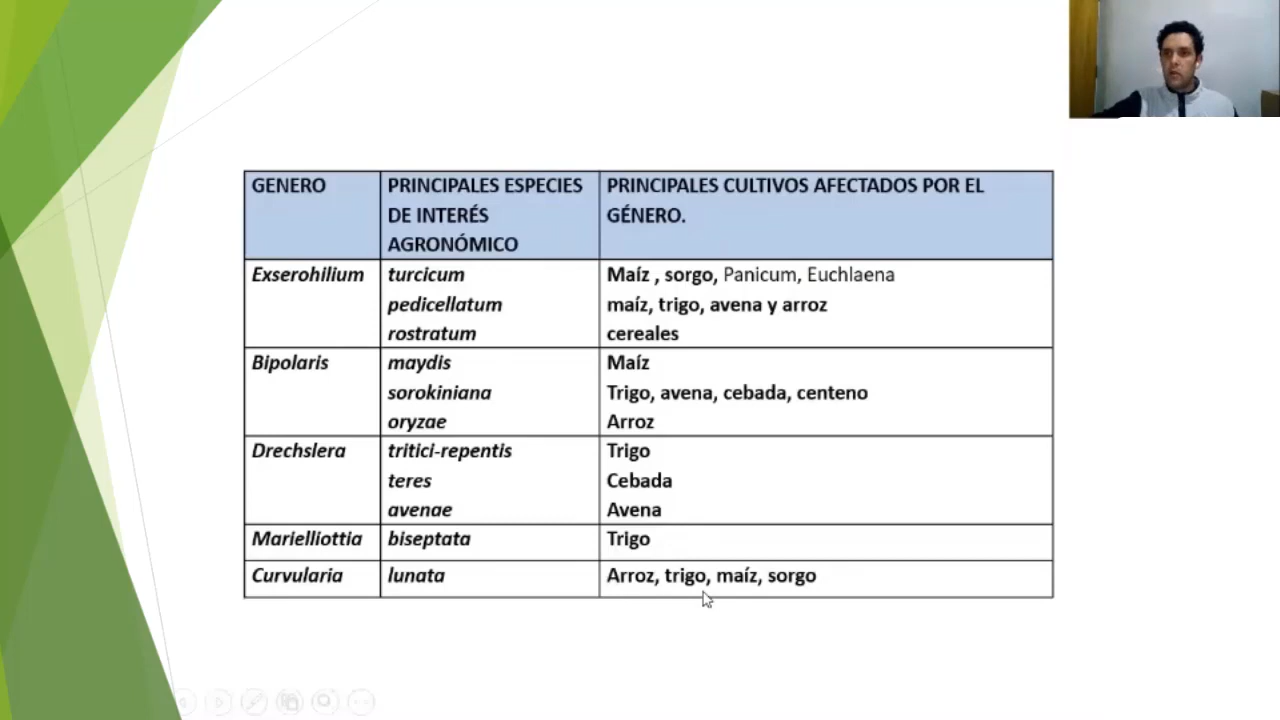 GENERO
PRINCIPALES ESPECIES
DE INTERÉS
AGRONÓMICO
PRINCIPALES CULTIVOS AFECTADOS POR EL
GÉNERO.
Exserohilium
turcicum
Maíz , sorgo, Panicum, Euchlaena
pedicellatum
maíz, trigo, avena y arroz
rostratum
cereales
Bipolaris
maydis
Maíz
sorokiniana
Trigo, avena, cebada, centeno
oryzae
Arroz
Drechslera
tritici-repentis
Trigo
teres
Cebada
avenae
Avena
Marielliottia
biseptata
Trigo
Curvularia
lunata
Arroz, trigo, maíz, sorgo